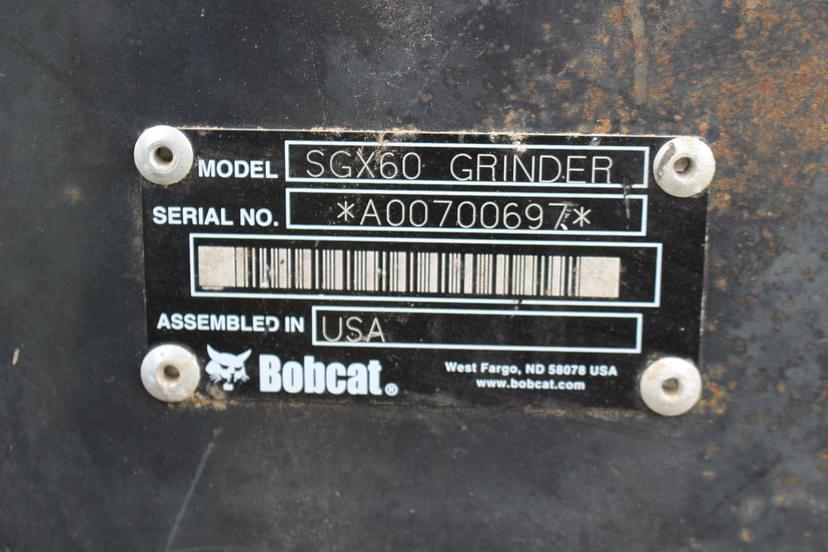 MODEL SGX60 GRINDER
SERIAL NO. *A00700697*
ASSEMBLED IN USA
Bobcat®
West Fargo, ND 58078 USA
www.bobcat.com